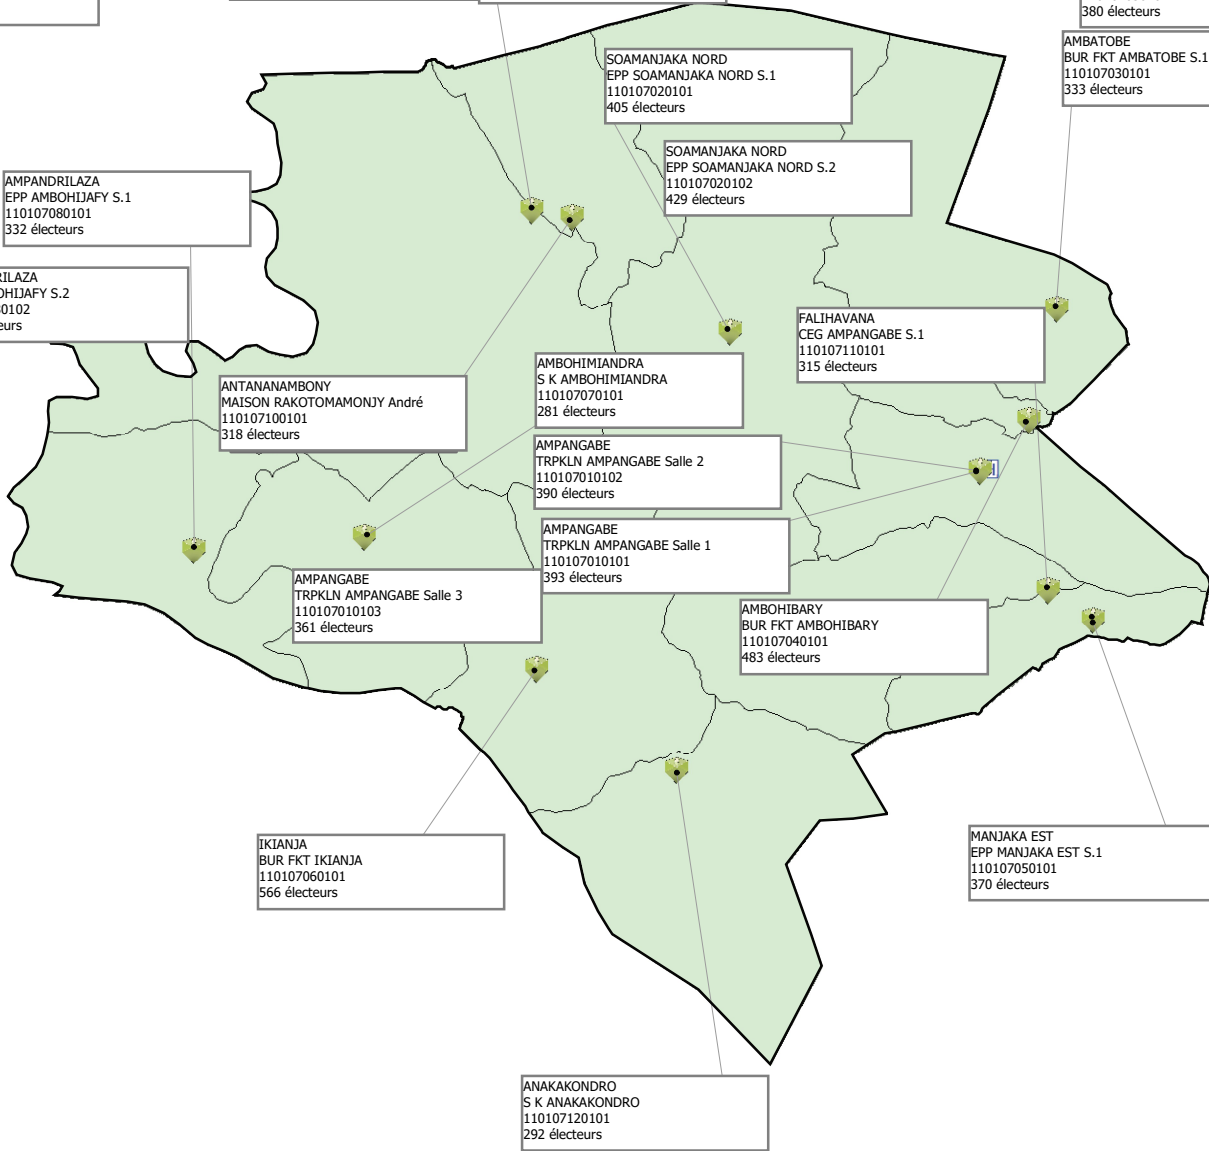 380 électeurs
AMBATOBE
BUR FKT AMBATOBE S.1
110107030101
333 électeurs
SOAMANJAKA NORD
EPP SOAMANJAKA NORD S.1
110107020101
405 électeurs
SOAMANJAKA NORD
EPP SOAMANJAKA NORD S.2
110107020102
429 électeurs
AMPANDRILAZA
EPP AMBOHIJAFY S.1
110107080101
332 électeurs
RILAZA
OHIJAFY S.2
0102
eurs
FALIHAVANA
CEG AMPANGABE S.1
110107110101
315 électeurs
AMBOHIMIANDRA
S K AMBOHIMIANDRA
110107070101
281 électeurs
ANTANANAMBONY
MAISON RAKOTOMAMONJY André
110107100101
318 électeurs
AMPANGABE
TRPKLN AMPANGABE Salle 2
110107010102
390 électeurs
AMPANGABE
TRPKLN AMPANGABE Salle 1
110107010101
393 électeurs
AMPANGABE
TRPKLN AMPANGABE Salle 3
110107010103
361 électeurs
AMBOHIBARY
BUR FKT AMBOHIBARY
110107040101
483 électeurs
IKIANJA
BUR FKT IKIANJA
110107060101
566 électeurs
MANJAKA EST
EPP MANJAKA EST S.1
110107050101
370 électeurs
ANAKAKONDRO
S K ANAKAKONDRO
110107120101
292 électeurs